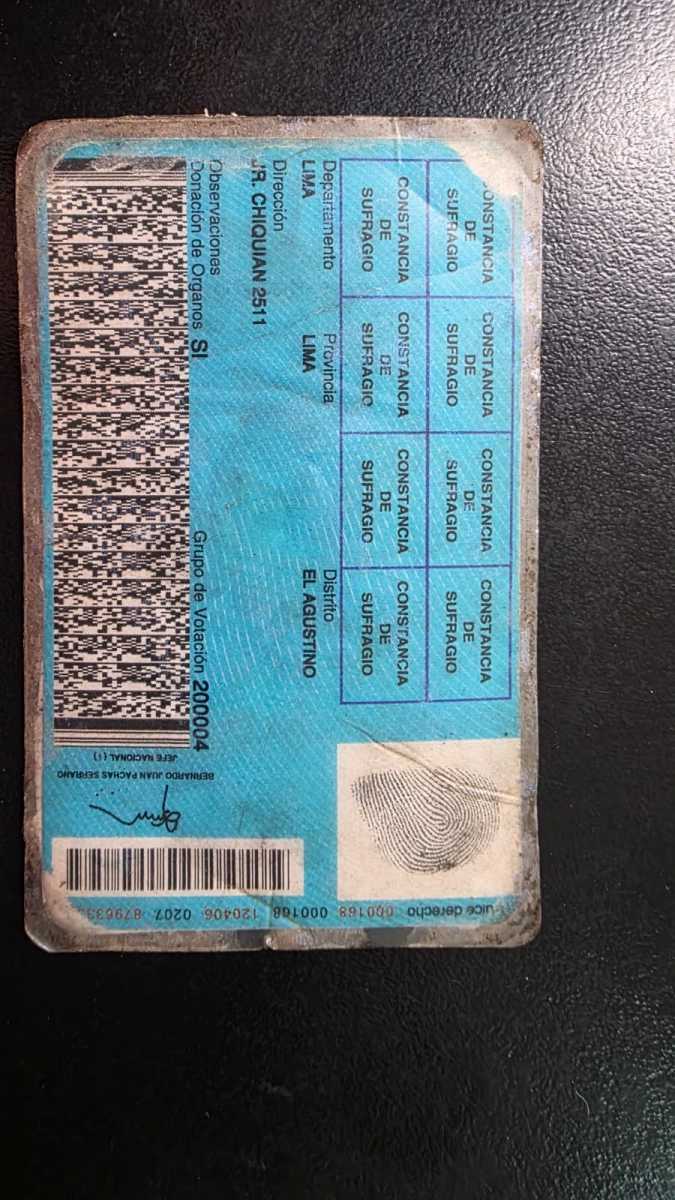 CONSTANCIA DE SUFRAGIO
CONSTANCIA DE SUFRAGIO
CONSTANCIA DE SUFRAGIO
CONSTANCIA DE SUFRAGIO
CONSTANCIA DE SUFRAGIO
CONSTANCIA DE SUFRAGIO
CONSTANCIA DE SUFRAGIO
CONSTANCIA DE SUFRAGIO
Departamento Provincia Distrito
LIMA LIMA EL AGUSTINO
Dirección
JR. CHIQUIAN 2511
Observaciones
Donación de Organos SI Grupo de Votación 200004
BERNARDO JUAN PACHAS SERRANO
JEFE NACIONAL (i)
derecho 000168 000168 120406 0207